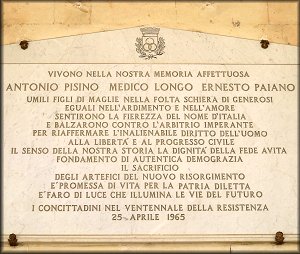 VIVONO NELLA NOSTRA MEMORIA AFFETTUOSA
ANTONIO PISINO MEDICO LONGO ERNESTO PAIANO
UMILI FIGLI DI MAGLIE NELLA FOLTA SCHIERA DI GENEROSI
EGUALI NELL'ARDIMENTO E NELL'AMORE
SENTIRONO LA FIEREZZA DEL NOME D'ITALIA
E BALZARONO CONTRO L'ARBITRIO IMPERANTE
PER RIAFFERMARE L'INALIENABILE DIRITTO DELL'UOMO
ALLA LIBERTÀ E AL PROGRESSO CIVILE
IL SENSO DELLA NOSTRA STORIA LA DIGNITÀ DELLA FEDE AVITA
FONDAMENTO DI AUTENTICA DEMOGRAZIA
IL SACRIFICIO
DEGLI ARTEFICI DEL NUOVO RISORGIMENTO
È PROMESSA DI VITA PER LA PATRIA DILETTA
È FARO DI LUCE CHE ILLUMINA LE VIE DEL FUTURO
I CONCITTADINI NEL VENTENNALE DELLA RESISTENZA
25 APRILE 1965